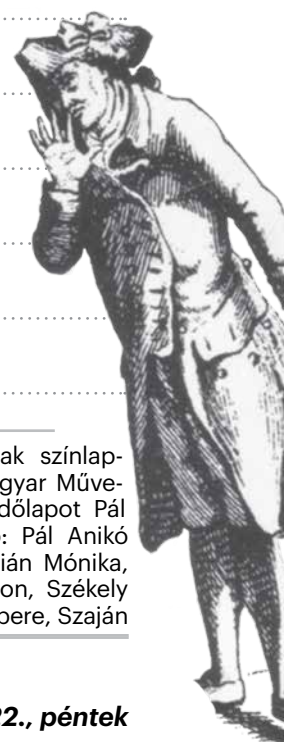 ak színlap-
gyar Műve-
dőlapot Pál
: Pál Anikó
ián Mónika,
on, Székely
pere, Szaján
22., péntek